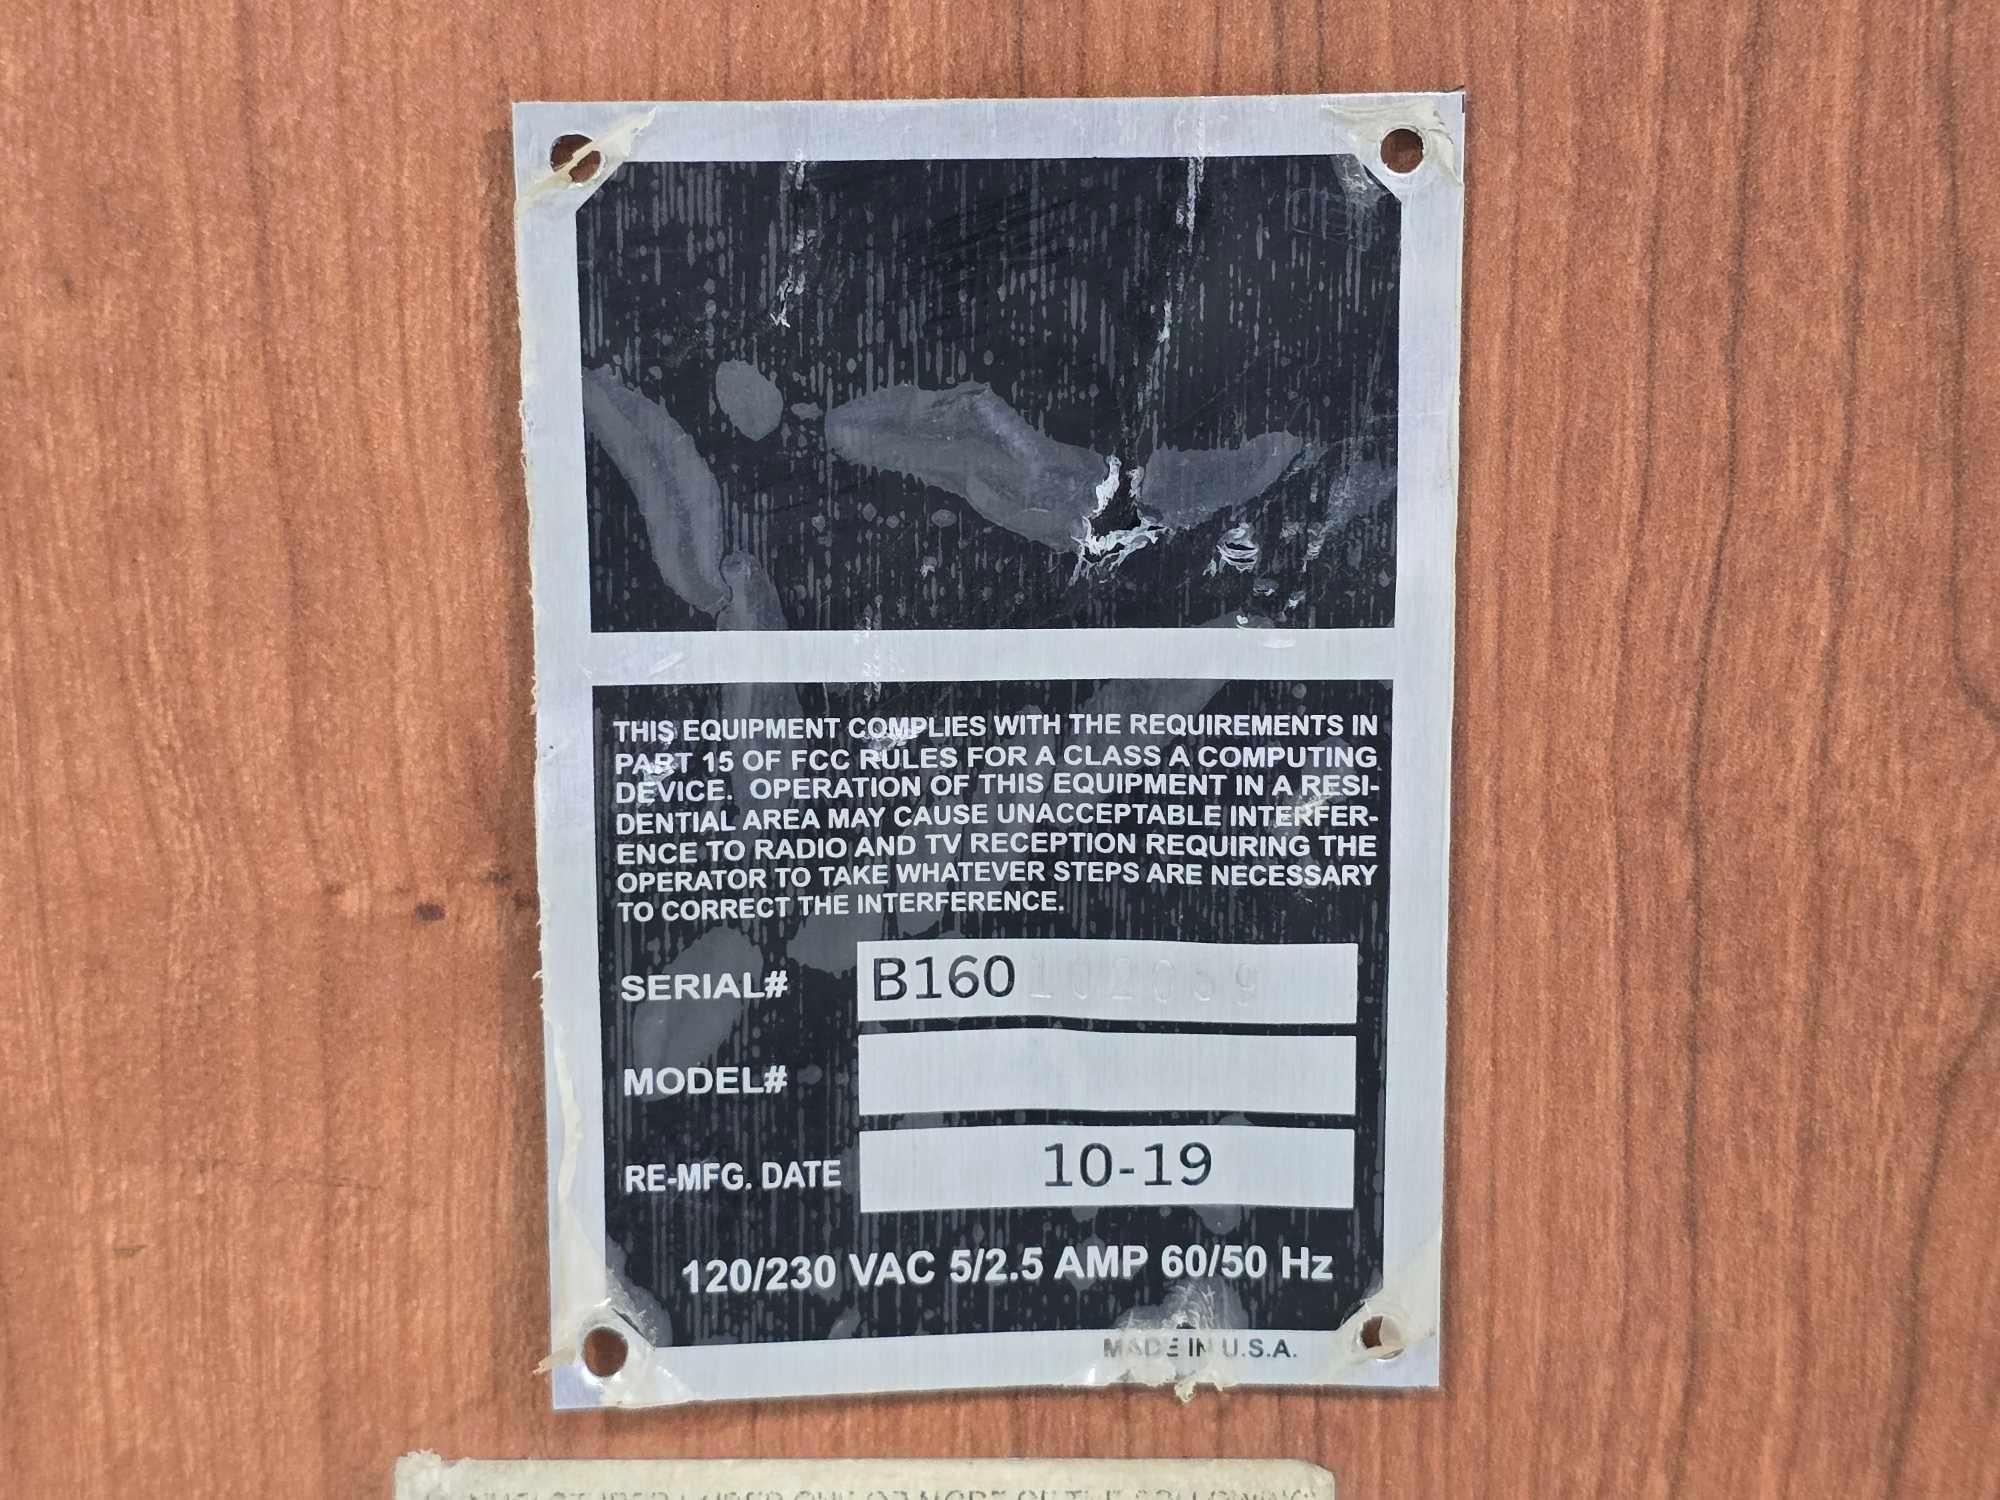 THIS EQUIPMENT COMPLIES WITH THE REQUIREMENTS IN
PART 15 OF FCC RULES FOR A CLASS A COMPUTING
DEVICE. OPERATION OF THIS EQUIPMENT IN A RESI-
DENTIAL AREA MAY CAUSE UNACCEPTABLE INTERFER-
ENCE TO RADIO AND TV RECEPTION REQUIRING THE
OPERATOR TO TAKE WHATEVER STEPS ARE NECESSARY
TO CORRECT THE INTERFERENCE.
SERIAL# B160
MODEL#
RE-MFG. DATE 10-19
120/230 VAC 5/2.5 AMP 60/50 Hz
MADE IN U.S.A.